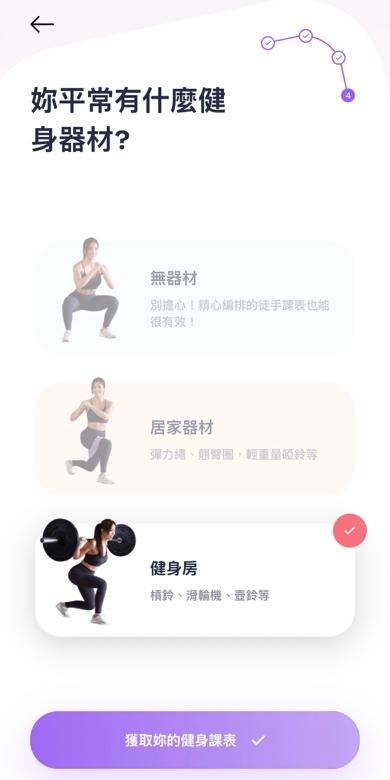 4
妳平常有什麼健
身器材?
無器材
別擔心！精心編排的徒手課表也能
很有效！
居家器材
彈力繩、翹臀圈，輕重量啞鈴等
健身房
槓鈴、滑輪機、壺鈴等
獲取妳的健身課表